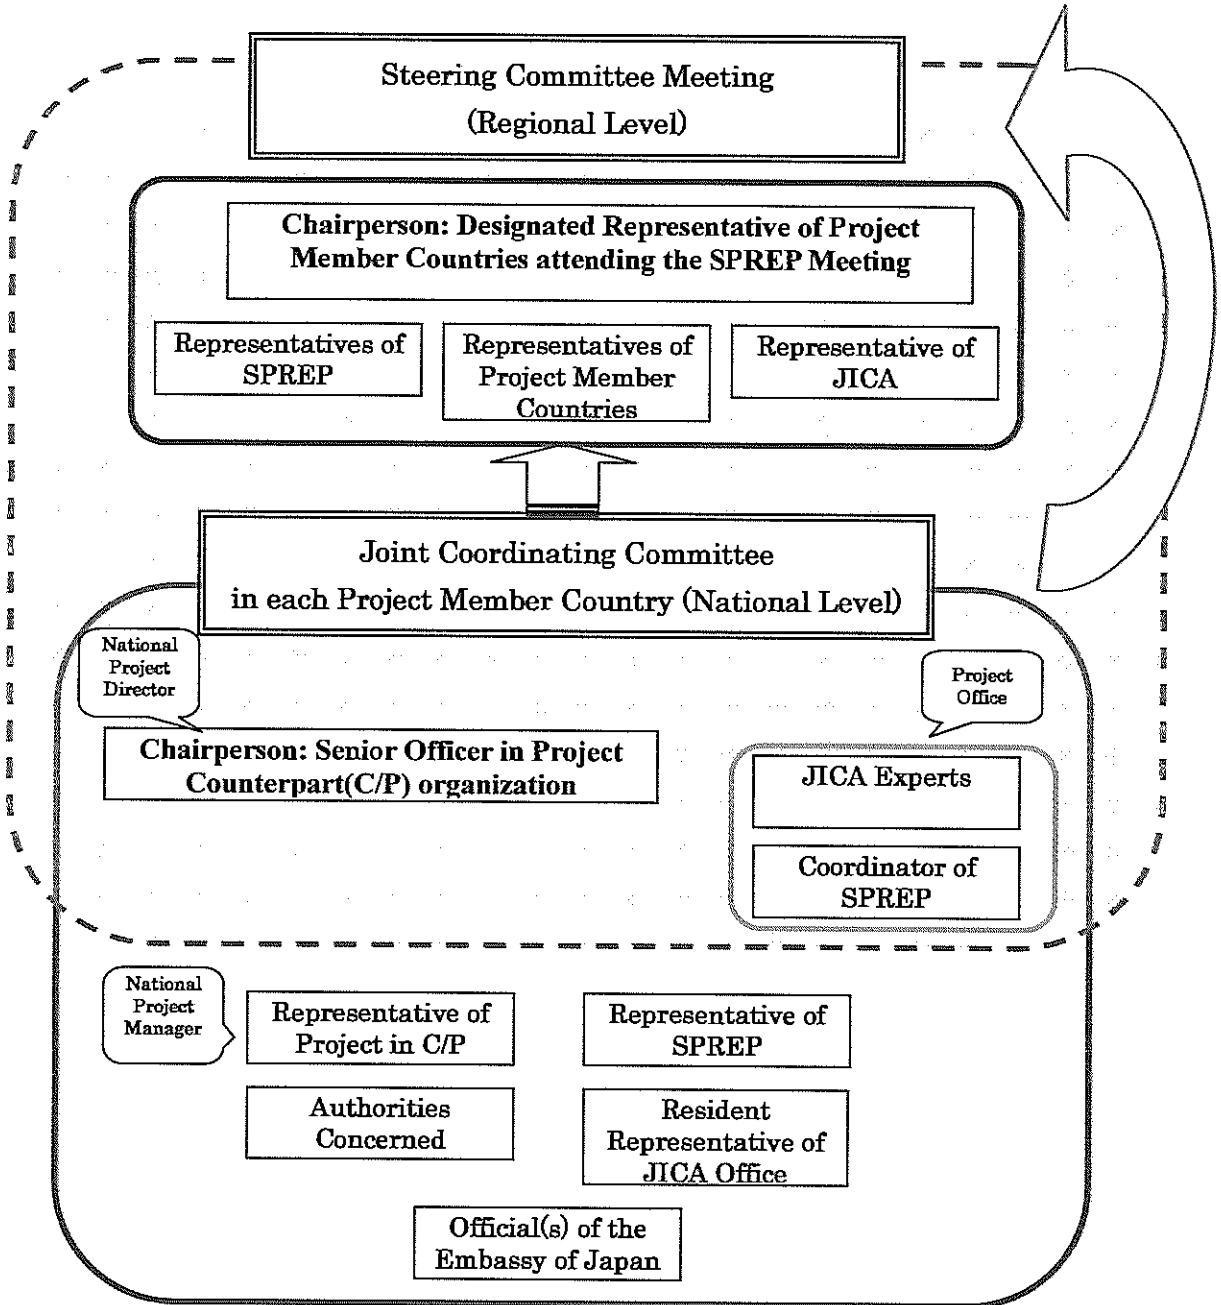 Steering Committee Meeting
(Regional Level)
Chairperson: Designated Representative of Project
Member Countries attending the SPREP Meeting
Representatives of
SPREP
Representatives of
Project Member
Countries
Representative of
JICA
Joint Coordinating Committee
in each Project Member Country (National Level)
National
Project
Director
Project
Office
Chairperson: Senior Officer in Project
Counterpart(C/P) organization
JICA Experts
Coordinator of
SPREP
National
Project
Manager
Representative of
Project in C/P
Representative of
SPREP
Authorities
Concerned
Resident
Representative of
JICA Office
Official(s) of the
Embassy of Japan